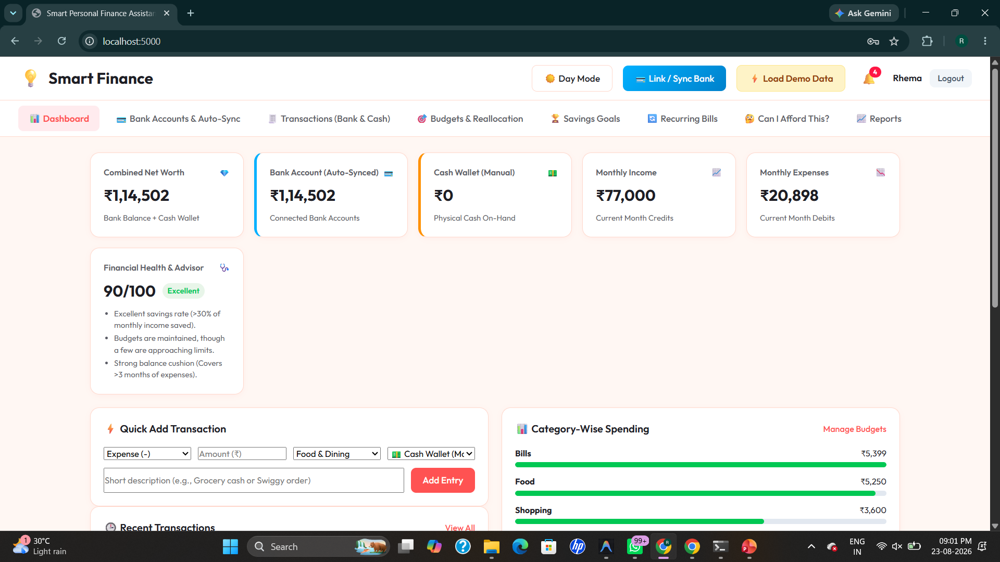 Smart Personal Finance Assistan
Ask Gemini
localhost:5000
R
Smart Finance
Day Mode
Link / Sync Bank
Load Demo Data
4
Rhema
Logout
Dashboard
Bank Accounts & Auto-Sync
Transactions (Bank & Cash)
Budgets & Reallocation
Savings Goals
Recurring Bills
Can I Afford This?
Reports
Combined Net Worth
₹1,14,502
Bank Balance + Cash Wallet
Bank Account (Auto-Synced)
₹1,14,502
Connected Bank Accounts
Cash Wallet (Manual)
₹0
Physical Cash On-Hand
Monthly Income
₹77,000
Current Month Credits
Monthly Expenses
₹20,898
Current Month Debits
Financial Health & Advisor
90/100 Excellent
• Excellent savings rate (>30% of
monthly income saved).
• Budgets are maintained, though
a few are approaching limits.
• Strong balance cushion (Covers
>3 months of expenses).
Quick Add Transaction
Expense (-)
Amount (₹)
Food & Dining
Cash Wallet (Mc
Short description (e.g., Grocery cash or Swiggy order)
Add Entry
Recent Transactions
View All
Category-Wise Spending
Manage Budgets
Bills ₹5,399
Food ₹5,250
Shopping ₹3,600
1
30°C
Light rain
Search
hp
99+
R
P
ENG
IN
09:01 PM
23-08-2026